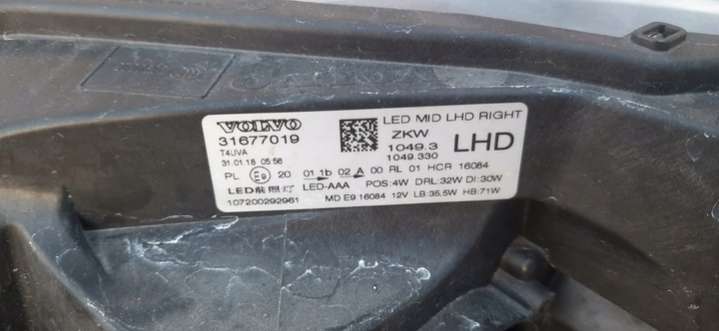 VOLVO
31677019
T4UVA
31.01.18 05:56
LED MID LHD RIGHT
ZKW
1049.3
1049.330
LHD
PL E9 20 01 1b 02 A 00 RL 01 HCR 16084
LED前照灯 LED-AAA POS:4W DRL:32W DI:30W
107200292961 MD E9 16084 12V LB:35,5W HB:71W